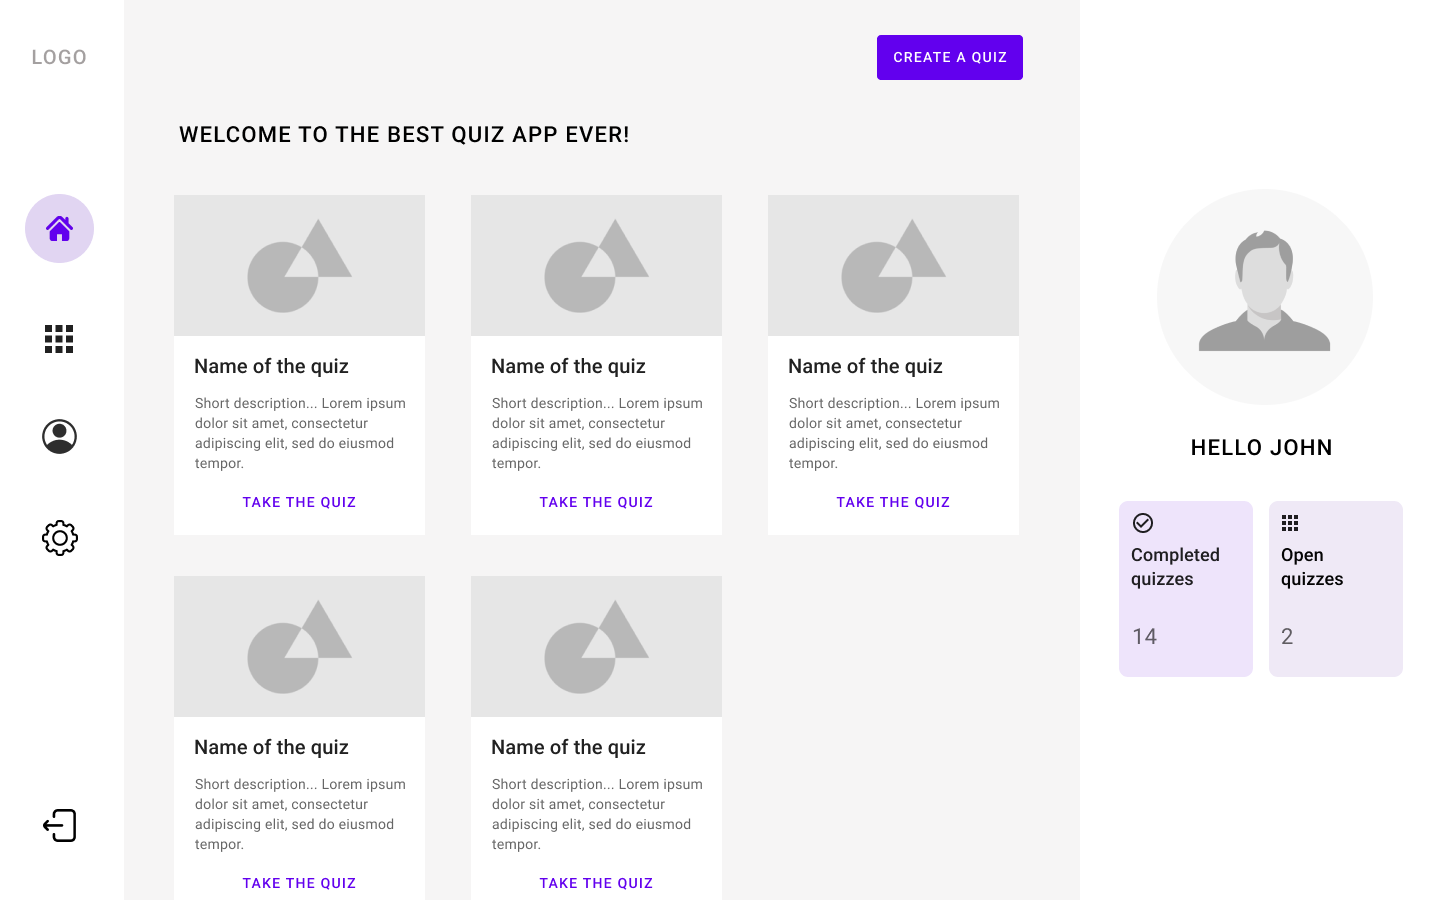 LOGO
CREATE A QUIZ
WELCOME TO THE BEST QUIZ APP EVER!
Name of the quiz
Short description... Lorem ipsum
dolor sit amet, consectetur
adipiscing elit, sed do eiusmod
tempor.
TAKE THE QUIZ
Name of the quiz
Short description... Lorem ipsum
dolor sit amet, consectetur
adipiscing elit, sed do eiusmod
tempor.
TAKE THE QUIZ
Name of the quiz
Short description... Lorem ipsum
dolor sit amet, consectetur
adipiscing elit, sed do eiusmod
tempor.
TAKE THE QUIZ
Name of the quiz
Short description... Lorem ipsum
dolor sit amet, consectetur
adipiscing elit, sed do eiusmod
tempor.
TAKE THE QUIZ
Name of the quiz
Short description... Lorem ipsum
dolor sit amet, consectetur
adipiscing elit, sed do eiusmod
tempor.
TAKE THE QUIZ
HELLO JOHN
Completed
quizzes
14
Open
quizzes
2